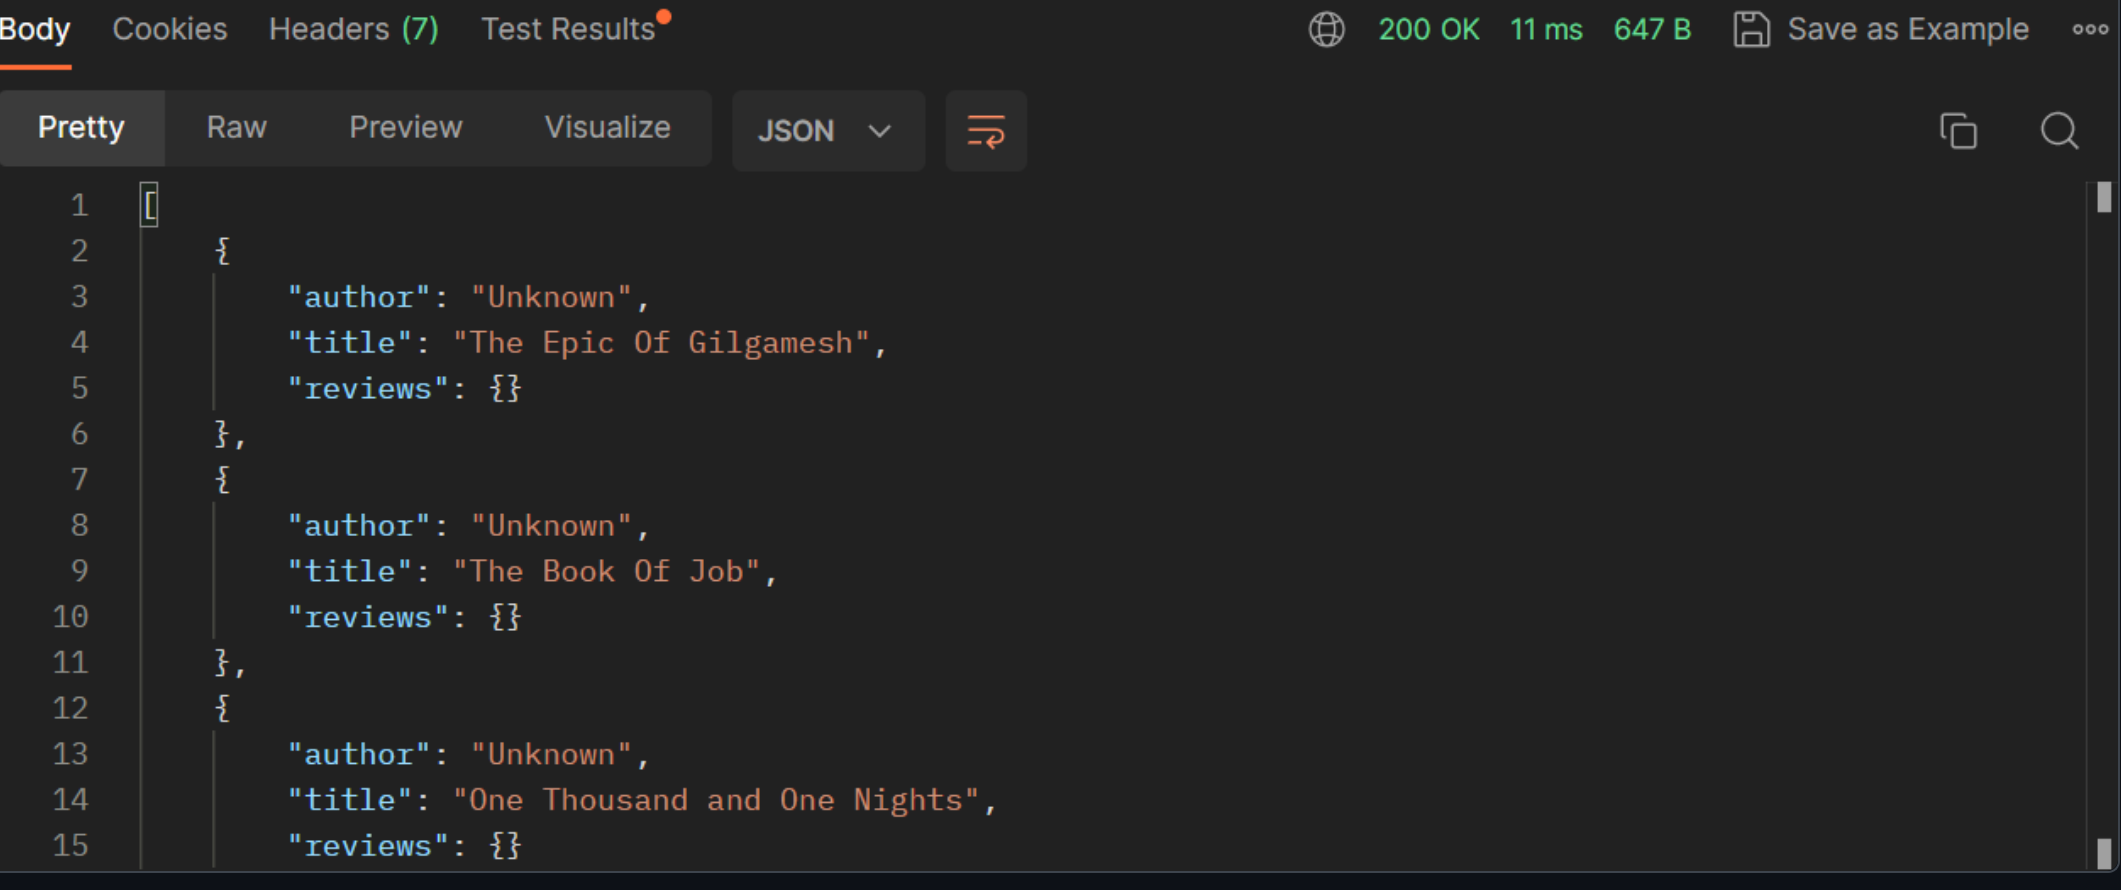 Body Cookies Headers (7) Test Results 200 OK 11 ms 647 B Save as Example
Pretty Raw Preview Visualize JSON
1 [
2 {
3 "author": "Unknown",
4 "title": "The Epic Of Gilgamesh",
5 "reviews": {}
6 },
7 {
8 "author": "Unknown",
9 "title": "The Book Of Job",
10 "reviews": {}
11 },
12 {
13 "author": "Unknown",
14 "title": "One Thousand and One Nights",
15 "reviews": {}